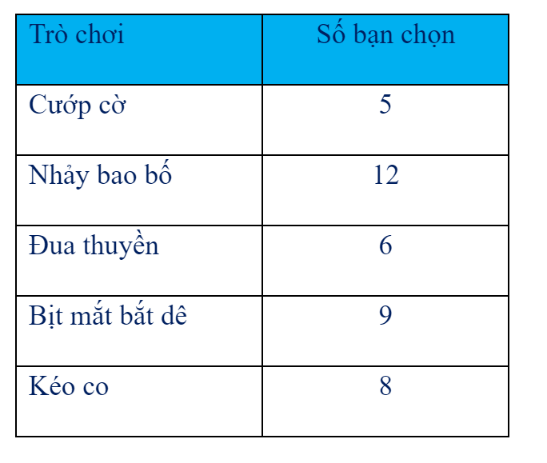 Trò chơi Số bạn chọn
Cướp cờ 5
Nhảy bao bố 12
Đua thuyền 6
Bịt mắt bắt dê 9
Kéo co 8